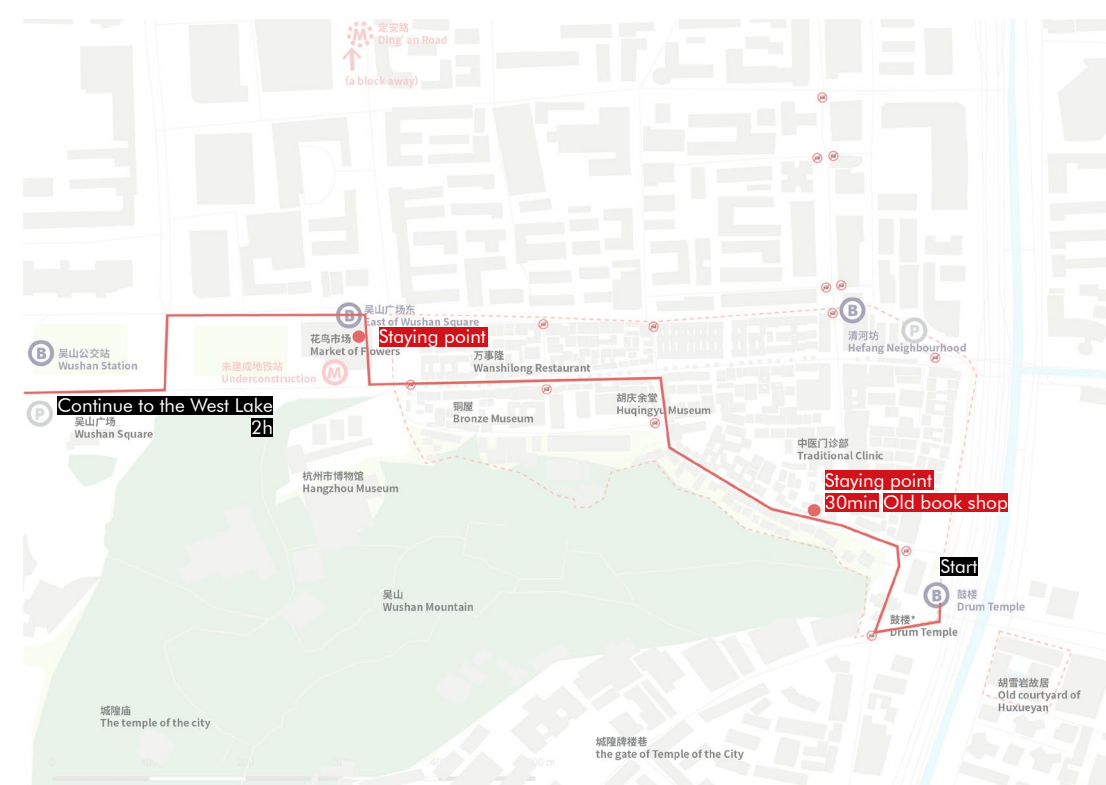 定安路
Ding' an Road
(a block away)
吴山广场东
East of Wushan Square
Staying point
花鸟市场
Market of Flowers
清河坊
Hefang Neighbourhood
吴山公交站
Wushan Station
未建成地铁站
Underconstruction
万事隆
Wanshilong Restaurant
Continue to the West Lake
2h
吴山广场
Wushan Square
铜屋
Bronze Museum
胡庆余堂
Huqingyu Museum
中医门诊部
Traditional Clinic
杭州市博物馆
Hangzhou Museum
Staying point
30min Old book shop
Start
吴山
Wushan Mountain
鼓楼
Drum Temple
鼓楼*
Drum Temple
胡雪岩故居
Old courtyard of
Huxueyan
城隍庙
The temple of the city
城隍牌楼巷
the gate of Temple of the City